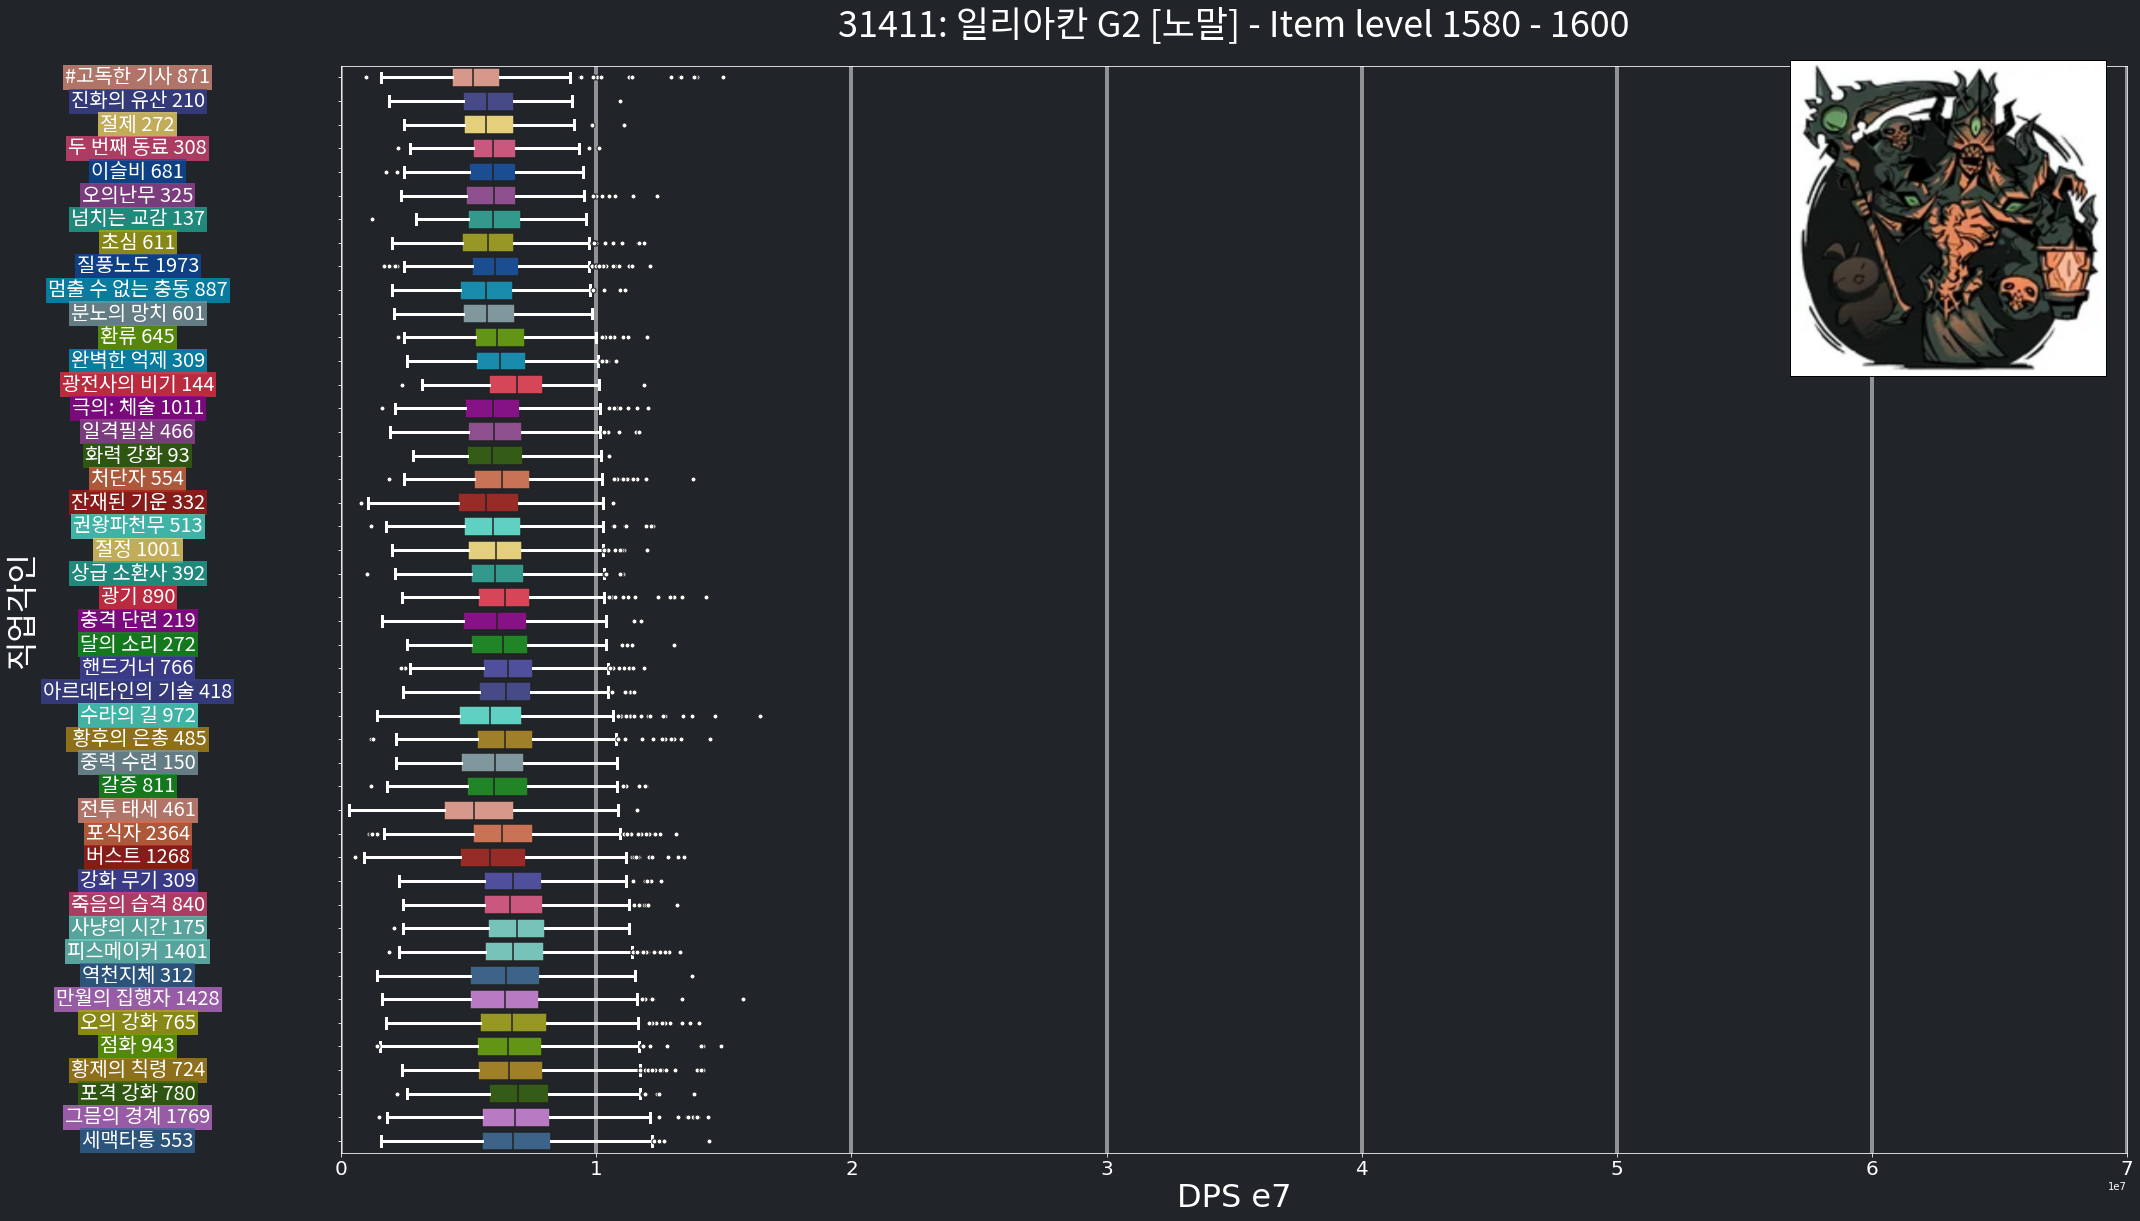 31411: 일리아칸 G2 [노말] - Item level 1580 - 1600
#고독한 기사 871
진화의 유산 210
절제 272
두 번째 동료 308
이슬비 681
오의난무 325
넘치는 교감 137
초심 611
질풍노도 1973
멈출 수 없는 충동 887
분노의 망치 601
환류 645
완벽한 억제 309
광전사의 비기 144
극의: 체술 1011
일격필살 466
화력 강화 93
처단자 554
잔재된 기운 332
권왕파천무 513
절정 1001
상급 소환사 392
광기 890
충격 단련 219
달의 소리 272
핸드거너 766
아르데타인의 기술 418
수라의 길 972
황후의 은총 485
중력 수련 150
갈증 811
전투 태세 461
포식자 2364
버스트 1268
강화 무기 309
죽음의 습격 840
사냥의 시간 175
피스메이커 1401
역천지체 312
만월의 집행자 1428
오의 강화 765
점화 943
황제의 칙령 724
포격 강화 780
그믐의 경계 1769
세맥타통 553
직업각인
0 1 2 3 4 5 6 7
1e7
DPS e7